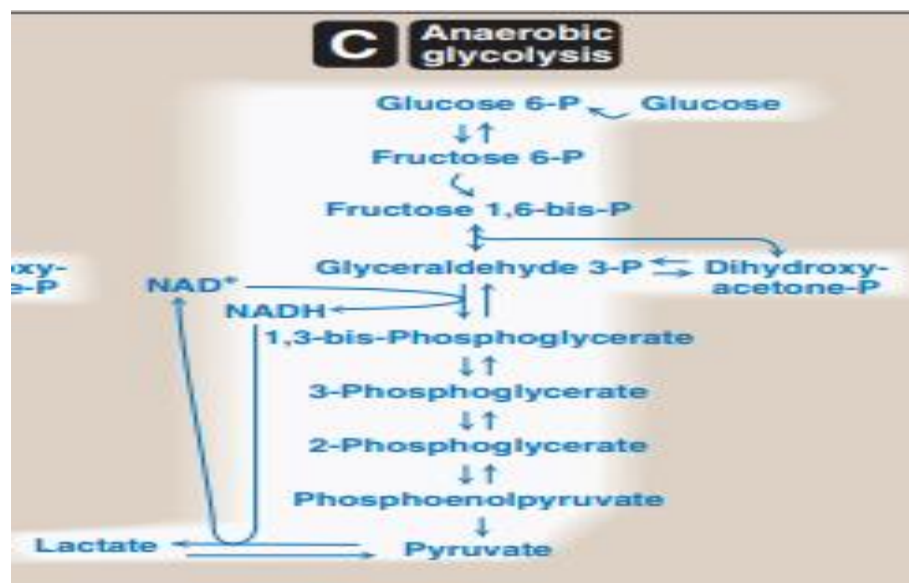 C Anaerobic
glycolysis
Glucose 6-P Glucose
Fructose 6-P
Fructose 1,6-bis-P
Glyceraldehyde 3-P Dihydroxy-
acetone-P
oxy-
e-P
NAD+
NADH
1,3-bis-Phosphoglycerate
3-Phosphoglycerate
2-Phosphoglycerate
Phosphoenolpyruvate
Lactate Pyruvate